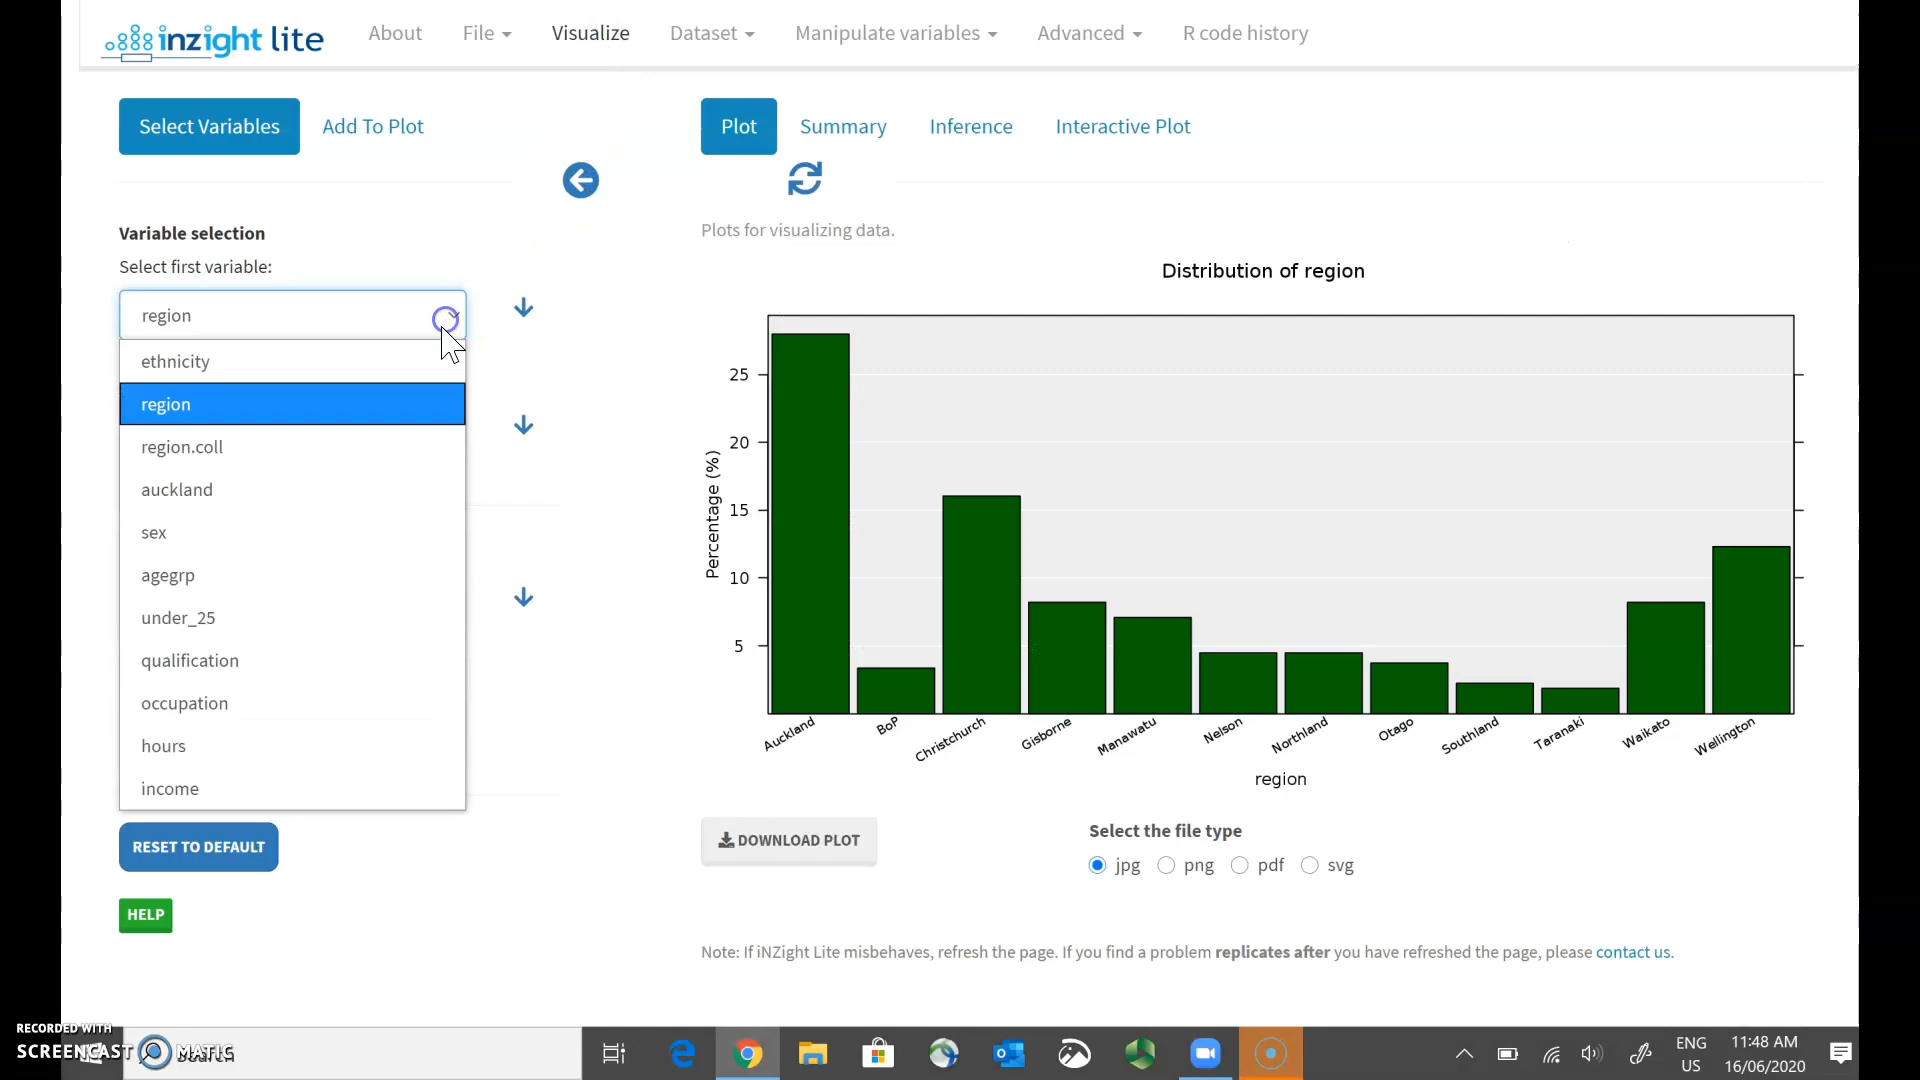 inzight lite
About
File
Visualize
Dataset
Manipulate variables
Advanced
R code history
Select Variables
Add To Plot
Plot
Summary
Inference
Interactive Plot
Variable selection
Select first variable:
region
ethnicity
region
region.coll
auckland
sex
agegrp
under_25
qualification
occupation
hours
income
RESET TO DEFAULT
HELP
Plots for visualizing data.
Distribution of region
Percentage (%)
25
20
15
10
5
Auckland
BoP
Christchurch
Gisborne
Manawatu
Nelson
Northland
Otago
Southland
Taranaki
Waikato
Wellington
region
DOWNLOAD PLOT
Select the file type
jpg
png
pdf
svg
Note: If iNZight Lite misbehaves, refresh the page. If you find a problem replicates after you have refreshed the page, please contact us.
RECORDED WITH
SCREENCAST MATIC
Search
ENG
US
11:48 AM
16/06/2020